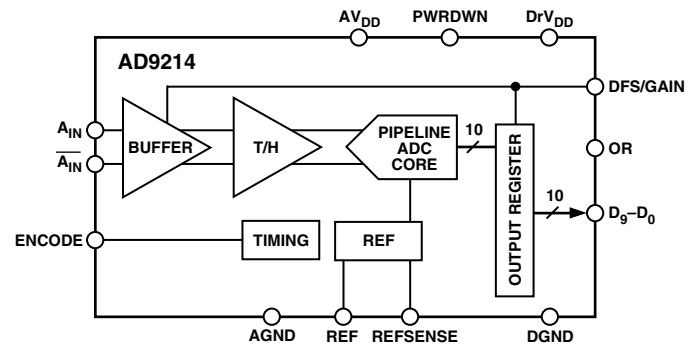 AVDD PWRDWN DrVDD
AD9214
DFS/GAIN
AIN
AIN
BUFFER
T/H
PIPELINE
ADC
CORE
10
OUTPUT REGISTER
OR
10
D9–D0
ENCODE
TIMING
REF
AGND REF REFSENSE DGND